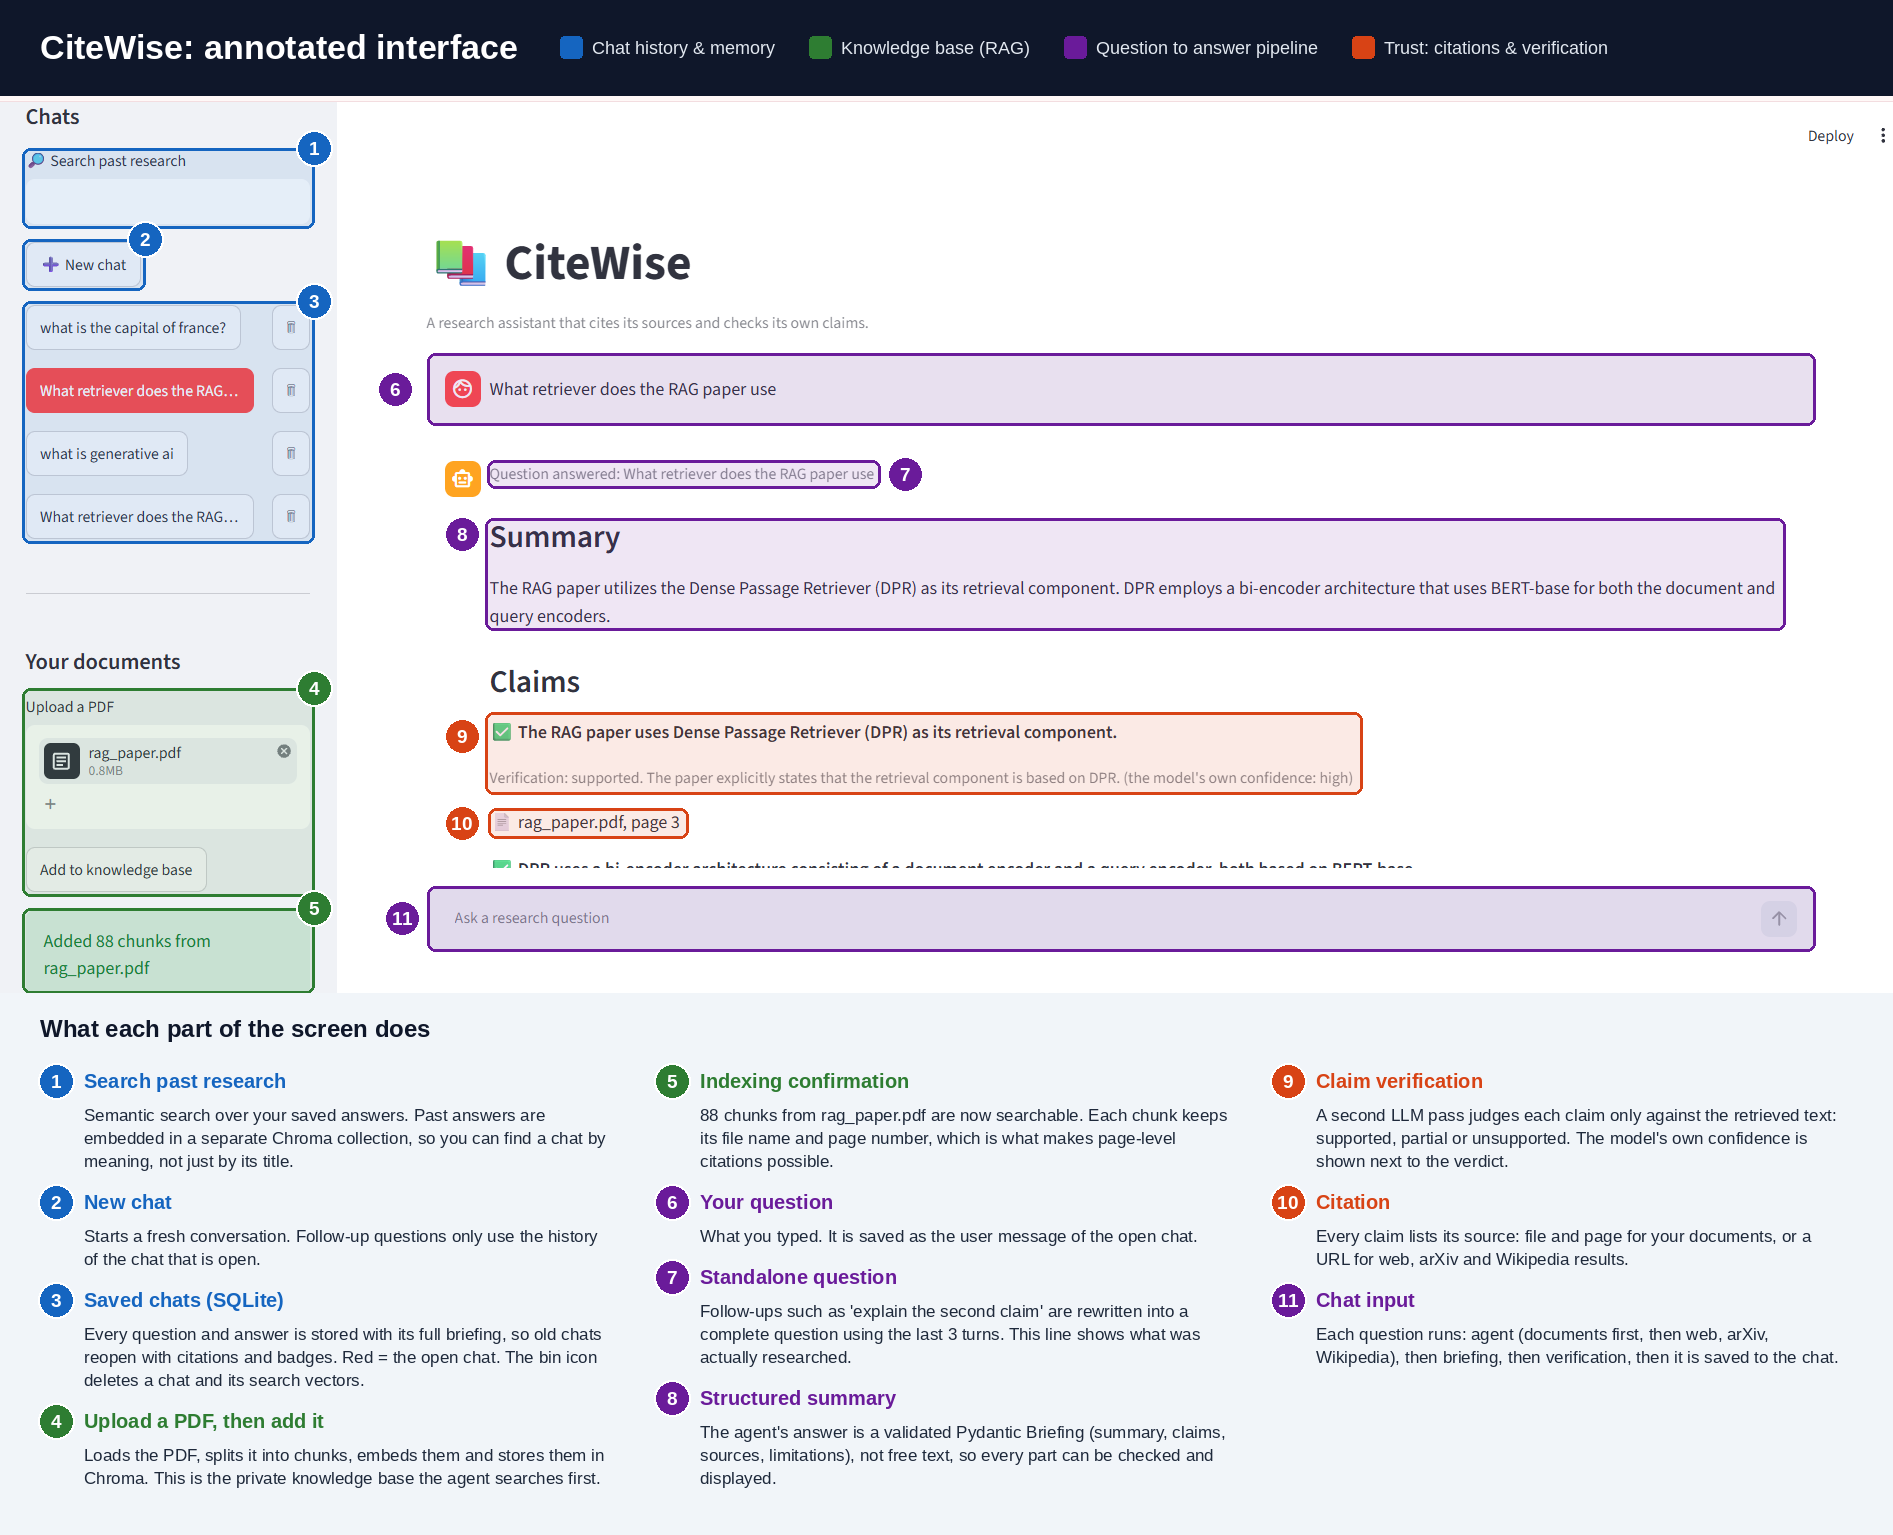 CiteWise: annotated interface
Chat history & memory
Knowledge base (RAG)
Question to answer pipeline
Trust: citations & verification
Chats
1
Search past research
2
New chat
3
what is the capital of france?
What retriever does the RAG...
what is generative ai
What retriever does the RAG...
Your documents
4
Upload a PDF
rag_paper.pdf
0.8MB
+
Add to knowledge base
5
Added 88 chunks from
rag_paper.pdf
Deploy
CiteWise
A research assistant that cites its sources and checks its own claims.
6
What retriever does the RAG paper use
Question answered: What retriever does the RAG paper use
7
8
Summary
The RAG paper utilizes the Dense Passage Retriever (DPR) as its retrieval component. DPR employs a bi-encoder architecture that uses BERT-base for both the document and
query encoders.
Claims
9
The RAG paper uses Dense Passage Retriever (DPR) as its retrieval component.
Verification: supported. The paper explicitly states that the retrieval component is based on DPR. (the model's own confidence: high)
10
rag_paper.pdf, page 3
DPR uses a bi-encoder architecture consisting of a document encoder and a query encoder, both based on BERT-base.
11
Ask a research question
What each part of the screen does
1 Search past research
Semantic search over your saved answers. Past answers are
embedded in a separate Chroma collection, so you can find a chat by
meaning, not just by its title.
2 New chat
Starts a fresh conversation. Follow-up questions only use the history
of the chat that is open.
3 Saved chats (SQLite)
Every question and answer is stored with its full briefing, so old chats
reopen with citations and badges. Red = the open chat. The bin icon
deletes a chat and its search vectors.
4 Upload a PDF, then add it
Loads the PDF, splits it into chunks, embeds them and stores them in
Chroma. This is the private knowledge base the agent searches first.
5 Indexing confirmation
88 chunks from rag_paper.pdf are now searchable. Each chunk keeps
its file name and page number, which is what makes page-level
citations possible.
6 Your question
What you typed. It is saved as the user message of the open chat.
7 Standalone question
Follow-ups such as 'explain the second claim' are rewritten into a
complete question using the last 3 turns. This line shows what was
actually researched.
8 Structured summary
The agent's answer is a validated Pydantic Briefing (summary, claims,
sources, limitations), not free text, so every part can be checked and
displayed.
9 Claim verification
A second LLM pass judges each claim only against the retrieved text:
supported, partial or unsupported. The model's own confidence is
shown next to the verdict.
10 Citation
Every claim lists its source: file and page for your documents, or a
URL for web, arXiv and Wikipedia results.
11 Chat input
Each question runs: agent (documents first, then web, arXiv,
Wikipedia), then briefing, then verification, then it is saved to the chat.